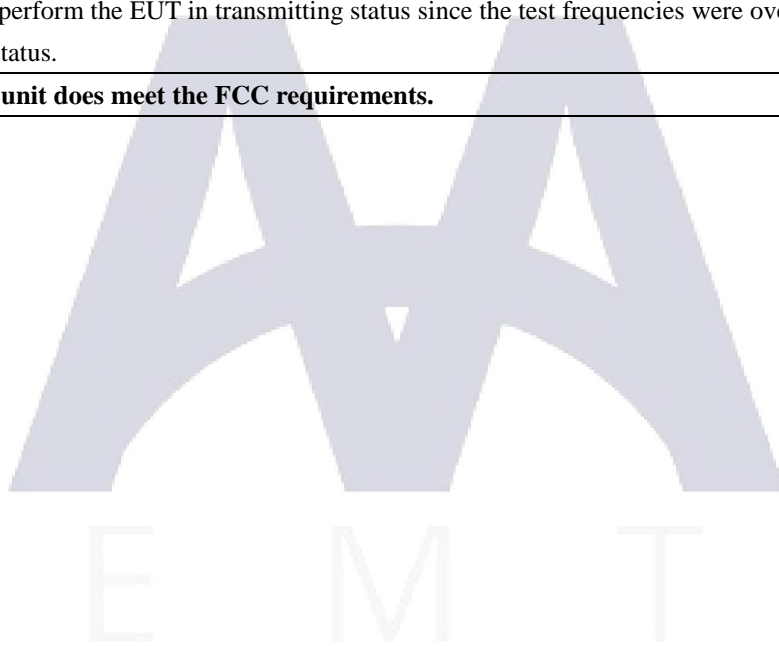 perform the EUT in transmitting status since the test frequencies were ove
tatus.
unit does meet the FCC requirements.
E M T